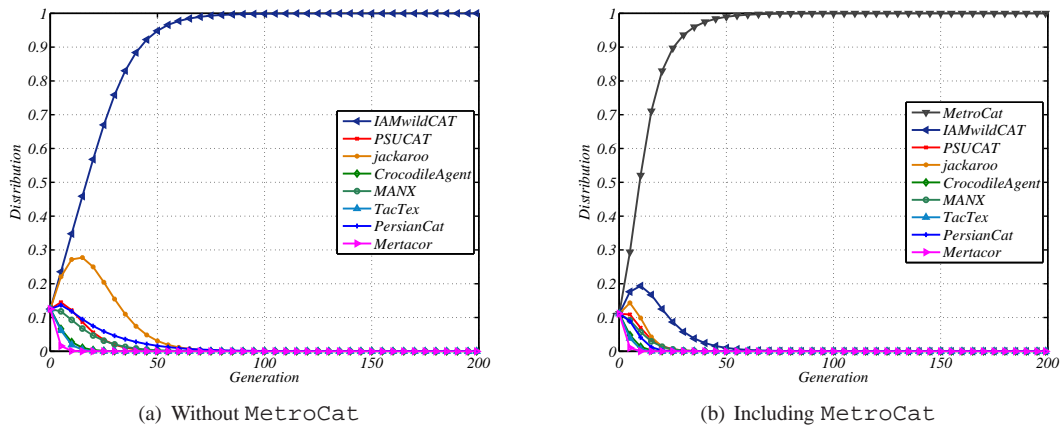 1
0.9
0.8
0.7
0.6
0.5
0.4
0.3
0.2
0.1
0
Distribution
0 50 100 150 200
Generation
IAMwildCAT
PSUCAT
jackaroo
CrocodileAgent
MANX
TacTex
PersianCat
Mertacor
(a) Without MetroCat
1
0.9
0.8
0.7
0.6
0.5
0.4
0.3
0.2
0.1
0
Distribution
0 50 100 150 200
Generation
MetroCat
IAMwildCAT
PSUCAT
jackaroo
CrocodileAgent
MANX
TacTex
PersianCat
Mertacor
(b) Including MetroCat